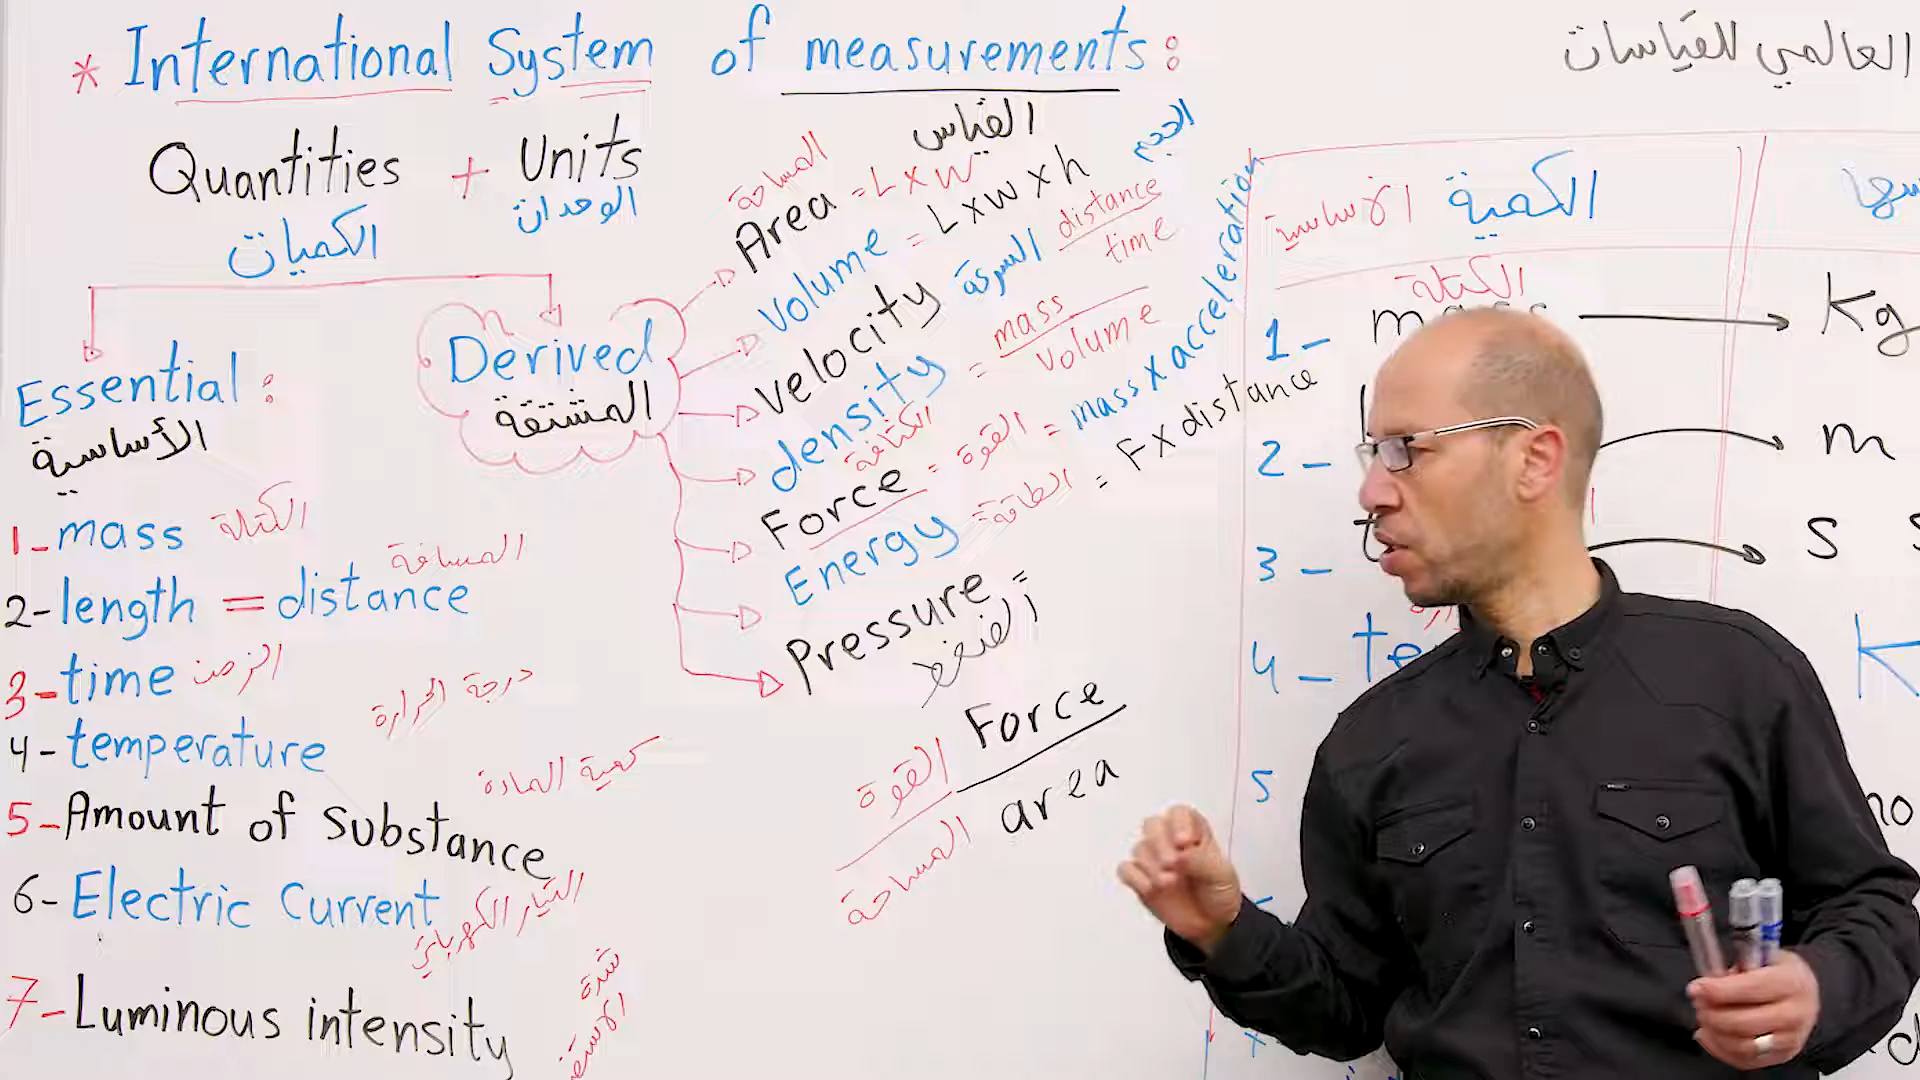 * International System of measurements:
العالمي للقياسات
القياس
Quantities + Units
الكميات
الوحدات
Essential :
الأساسية
1-mass الكتلة
المسافة
2-length = distance
3-time الزمن
درجة الحرارة
4-temperature
كمية المادة
5-Amount of substance
6-Electric Current
التيار الكهربائي
7-Luminous intensity
شدة
Derived
المشتقة
المساحة
Area = L x w
الحجم
volume = L x w x h
velocity السرعة distance
time
density = mass
volume
الكثافة
Force = القوة = mass x acceleration
Energy = الطاقة = F x distance
Pressure =
الضغط
القوة Force
المساحة area
الكمية الأساسية
الكتلة
1- mass Kg
2- m
3- s
4- te K
5